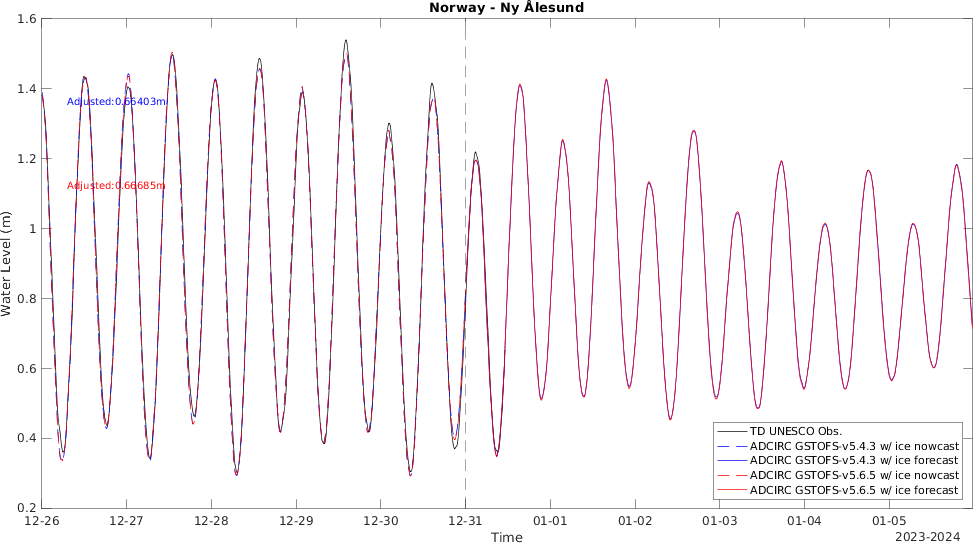 Norway - Ny Ålesund
1.6
1.4
1.2
1
0.8
0.6
0.4
0.2
Water Level (m)
Adjusted:0.66403m
Adjusted:0.66685m
TD UNESCO Obs.
ADCIRC GSTOFS-v5.4.3 w/ ice nowcast
ADCIRC GSTOFS-v5.4.3 w/ ice forecast
ADCIRC GSTOFS-v5.6.5 w/ ice nowcast
ADCIRC GSTOFS-v5.6.5 w/ ice forecast
12-26 12-27 12-28 12-29 12-30 12-31 01-01 01-02 01-03 01-04 01-05
Time
2023-2024